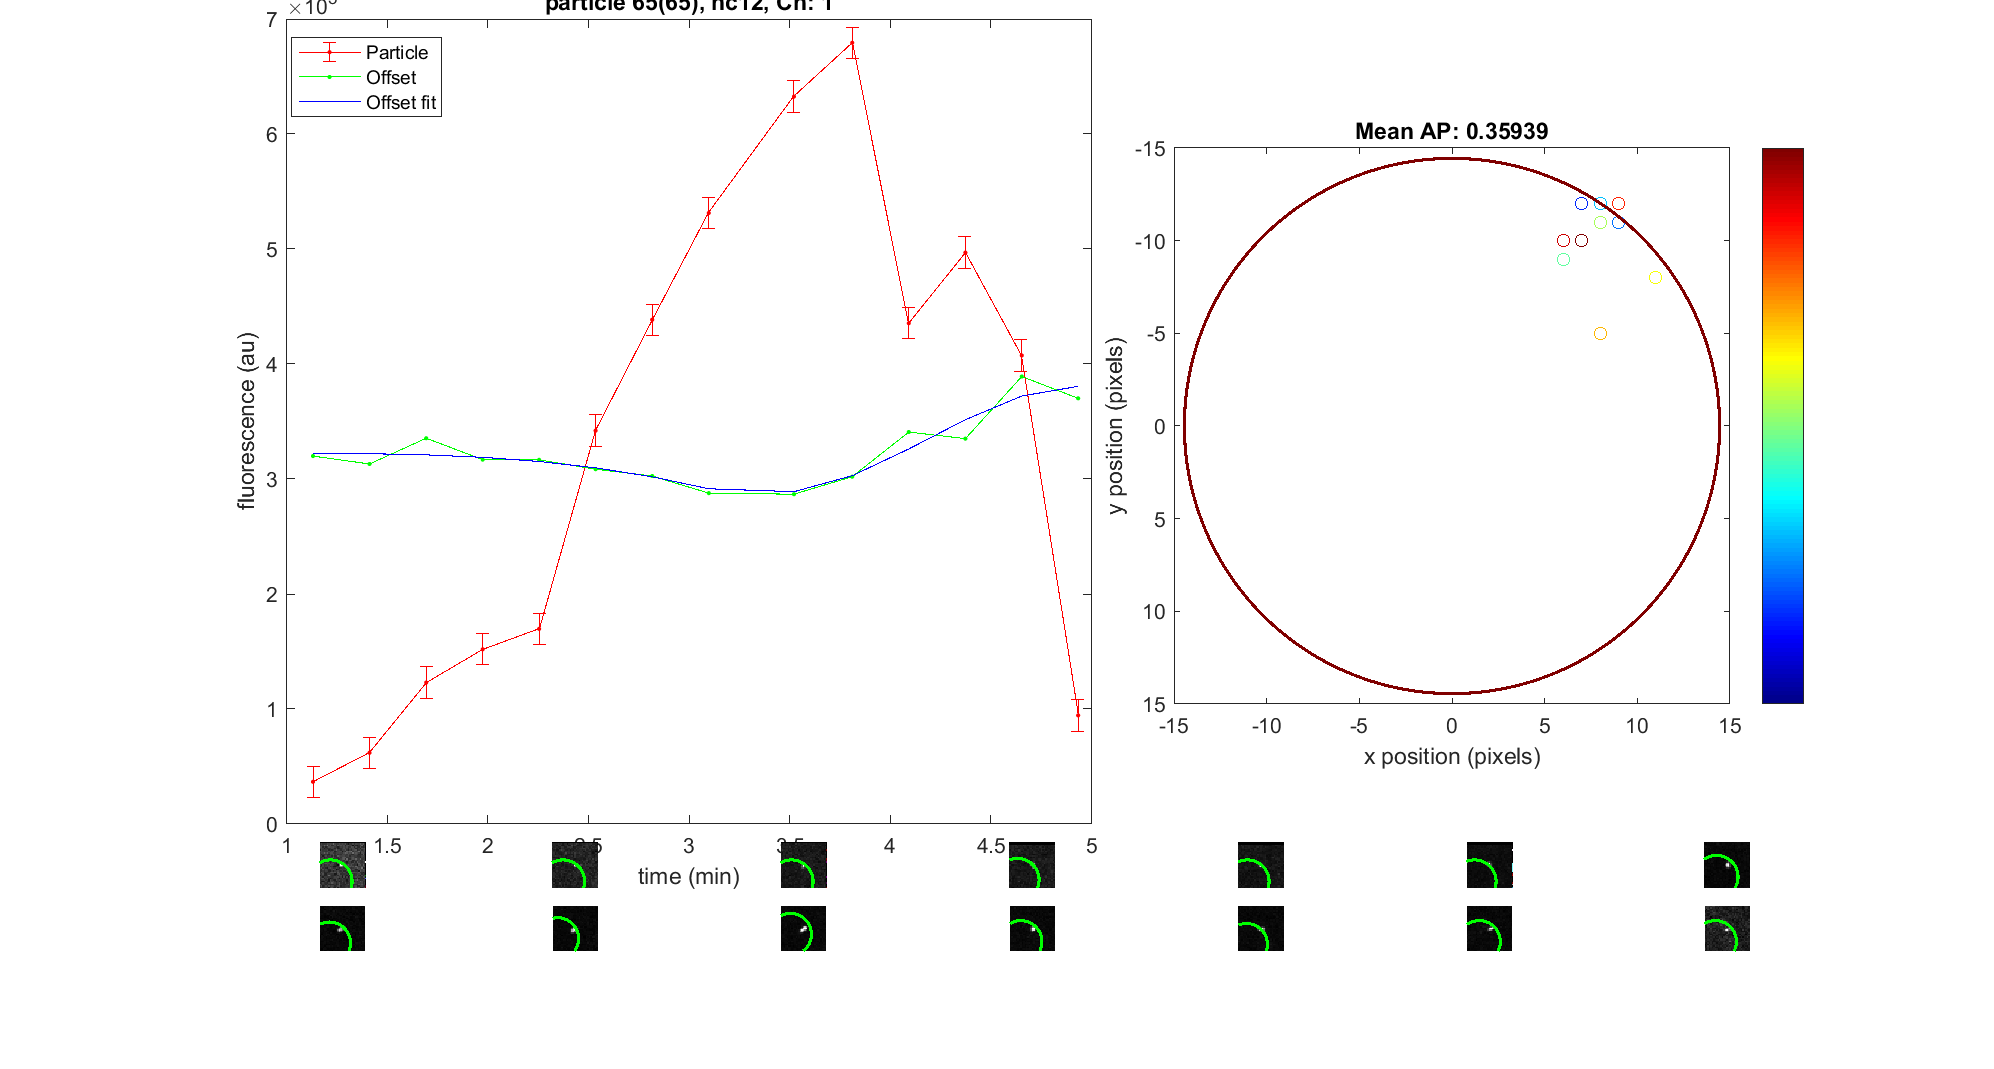 particle 65(65), nc12, Ch: 1
7
6
5
4
3
2
1
0
Particle
Offset
Offset fit
fluorescence (au)
1 1.5 2 3 4 4.5 5
time (min)
Mean AP: 0.35939
-15
-10
-5
0
5
10
15
y position (pixels)
-15 -10 -5 0 5 10 15
x position (pixels)